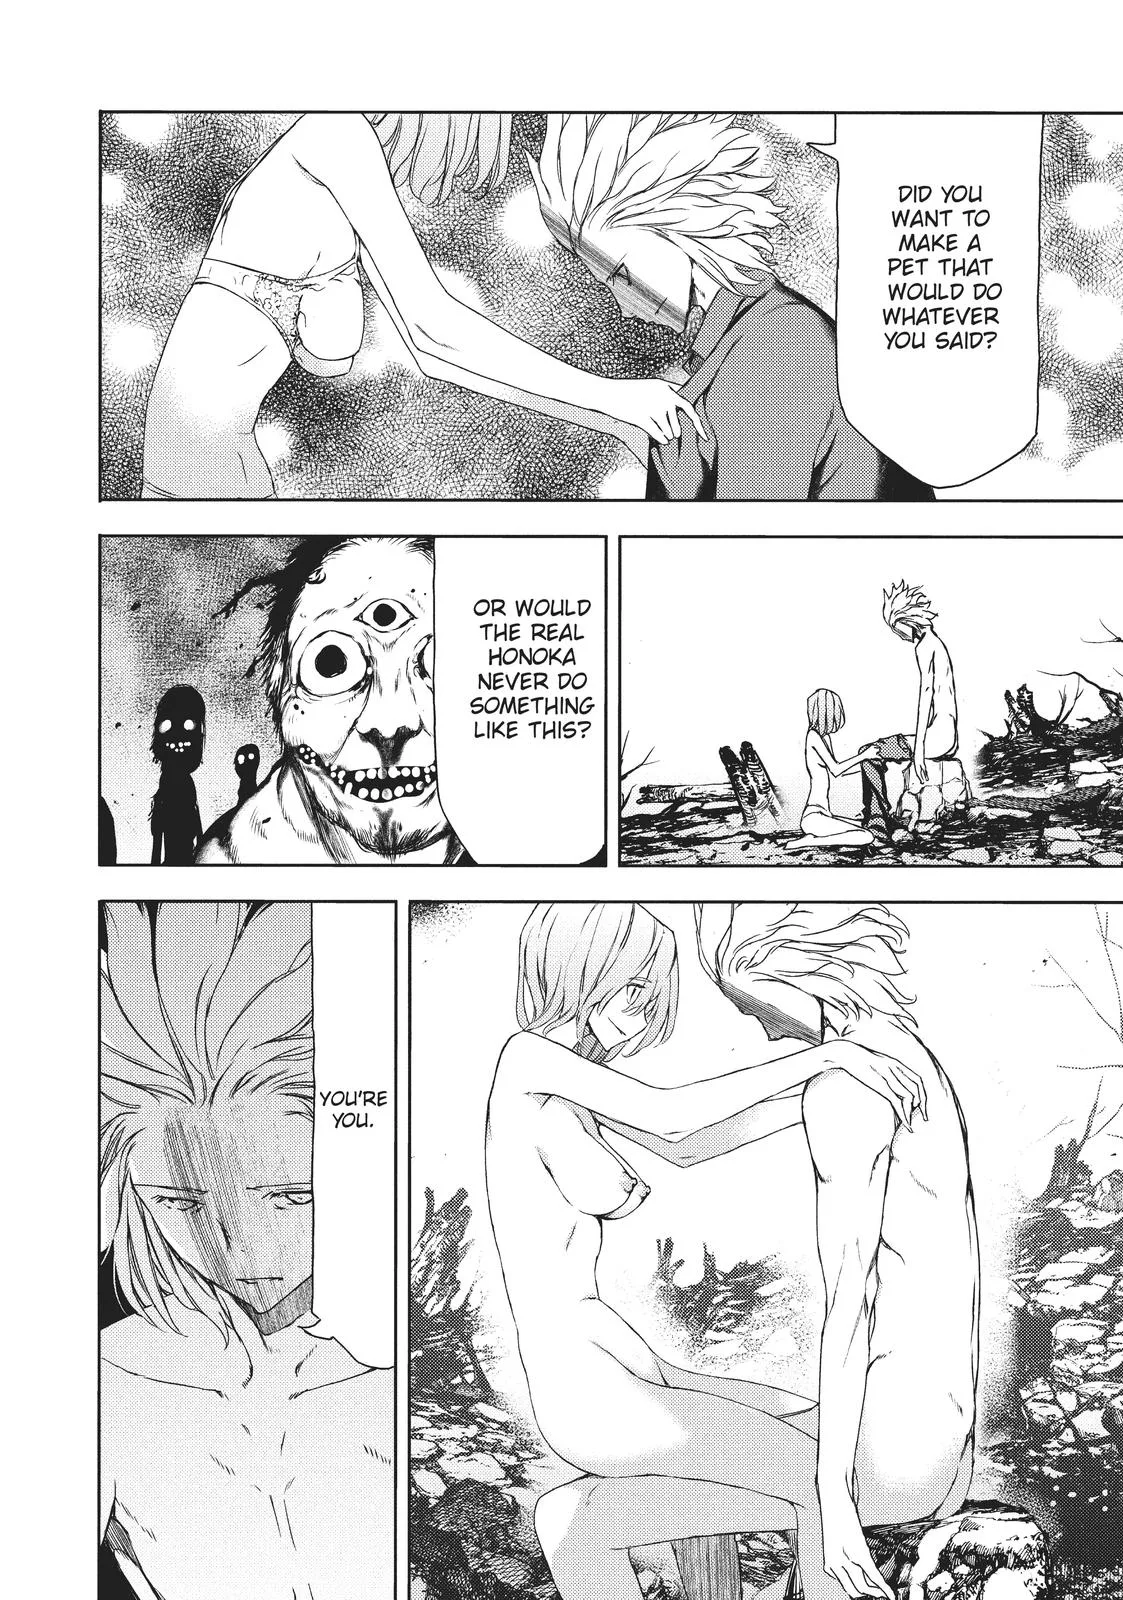 DID YOU
WANT TO
MAKE A
PET THAT
WOULD DO
WHATEVER
YOU SAID?
OR WOULD
THE REAL
HONOKA
NEVER DO
SOMETHING
LIKE THIS?
YOU'RE
YOU.